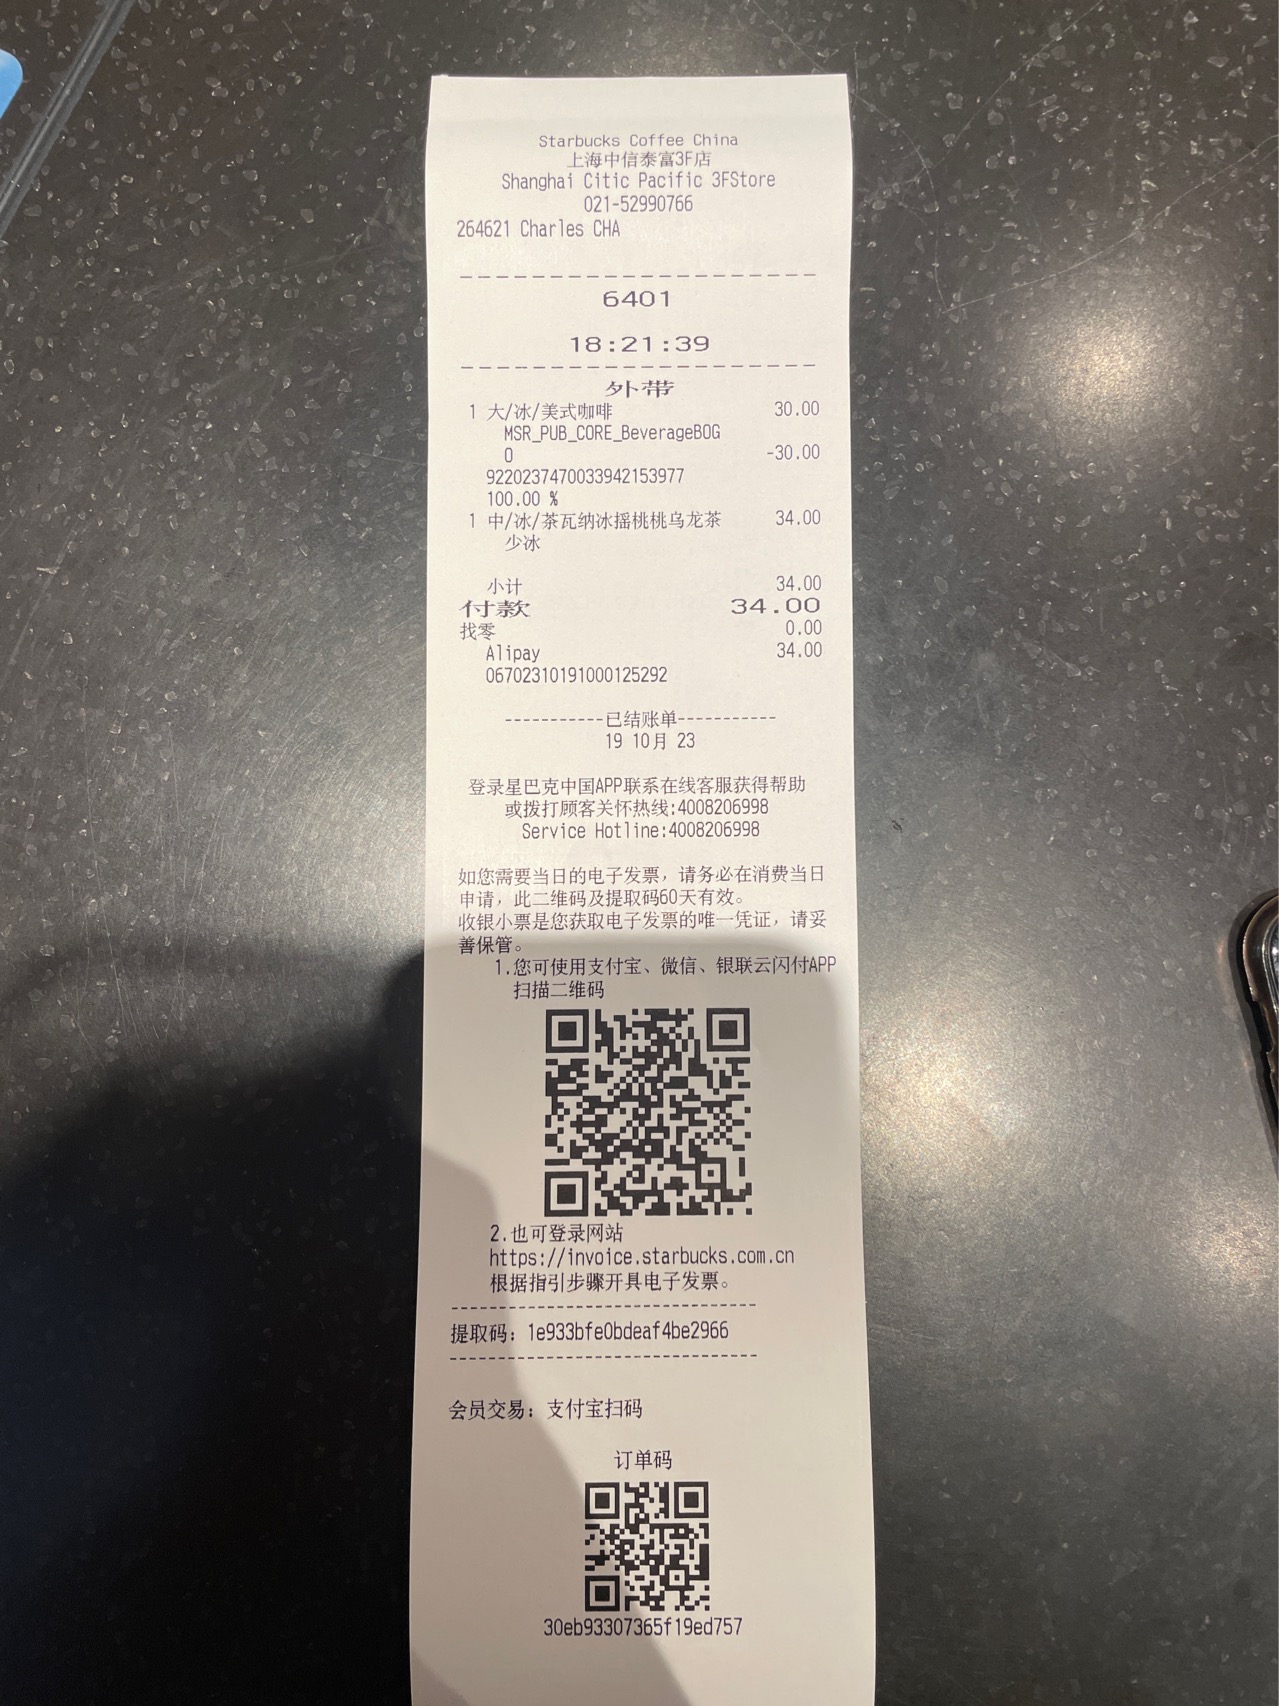 Starbucks Coffee China
上海中信泰富3F店
Shanghai Citic Pacific 3FStore
021-52990766
264621 Charles CHA
6401
18:21:39
外带
1 大/冰/美式咖啡 30.00
MSR_PUB_CORE_BeverageBOG
O -30.00
9220237470033942153977
100.00 %
1 中/冰/茶瓦纳冰摇桃桃乌龙茶 34.00
少冰
小计 34.00
付款 34.00
找零 0.00
Alipay 34.00
06702310191000125292
-----------已结账单-----------
19 10月 23
登录星巴克中国APP联系在线客服获得帮助
或拨打顾客关怀热线:4008206998
Service Hotline:4008206998
如您需要当日的电子发票，请务必在消费当日
申请，此二维码及提取码60天有效。
收银小票是您获取电子发票的唯一凭证，请妥
善保管。
1.您可使用支付宝、微信、银联云闪付APP
扫描二维码
2.也可登录网站
https://invoice.starbucks.com.cn
根据指引步骤开具电子发票。
提取码：1e933bfe0bdeaf4be2966
会员交易：支付宝扫码
订单码
30eb93307365f19ed757